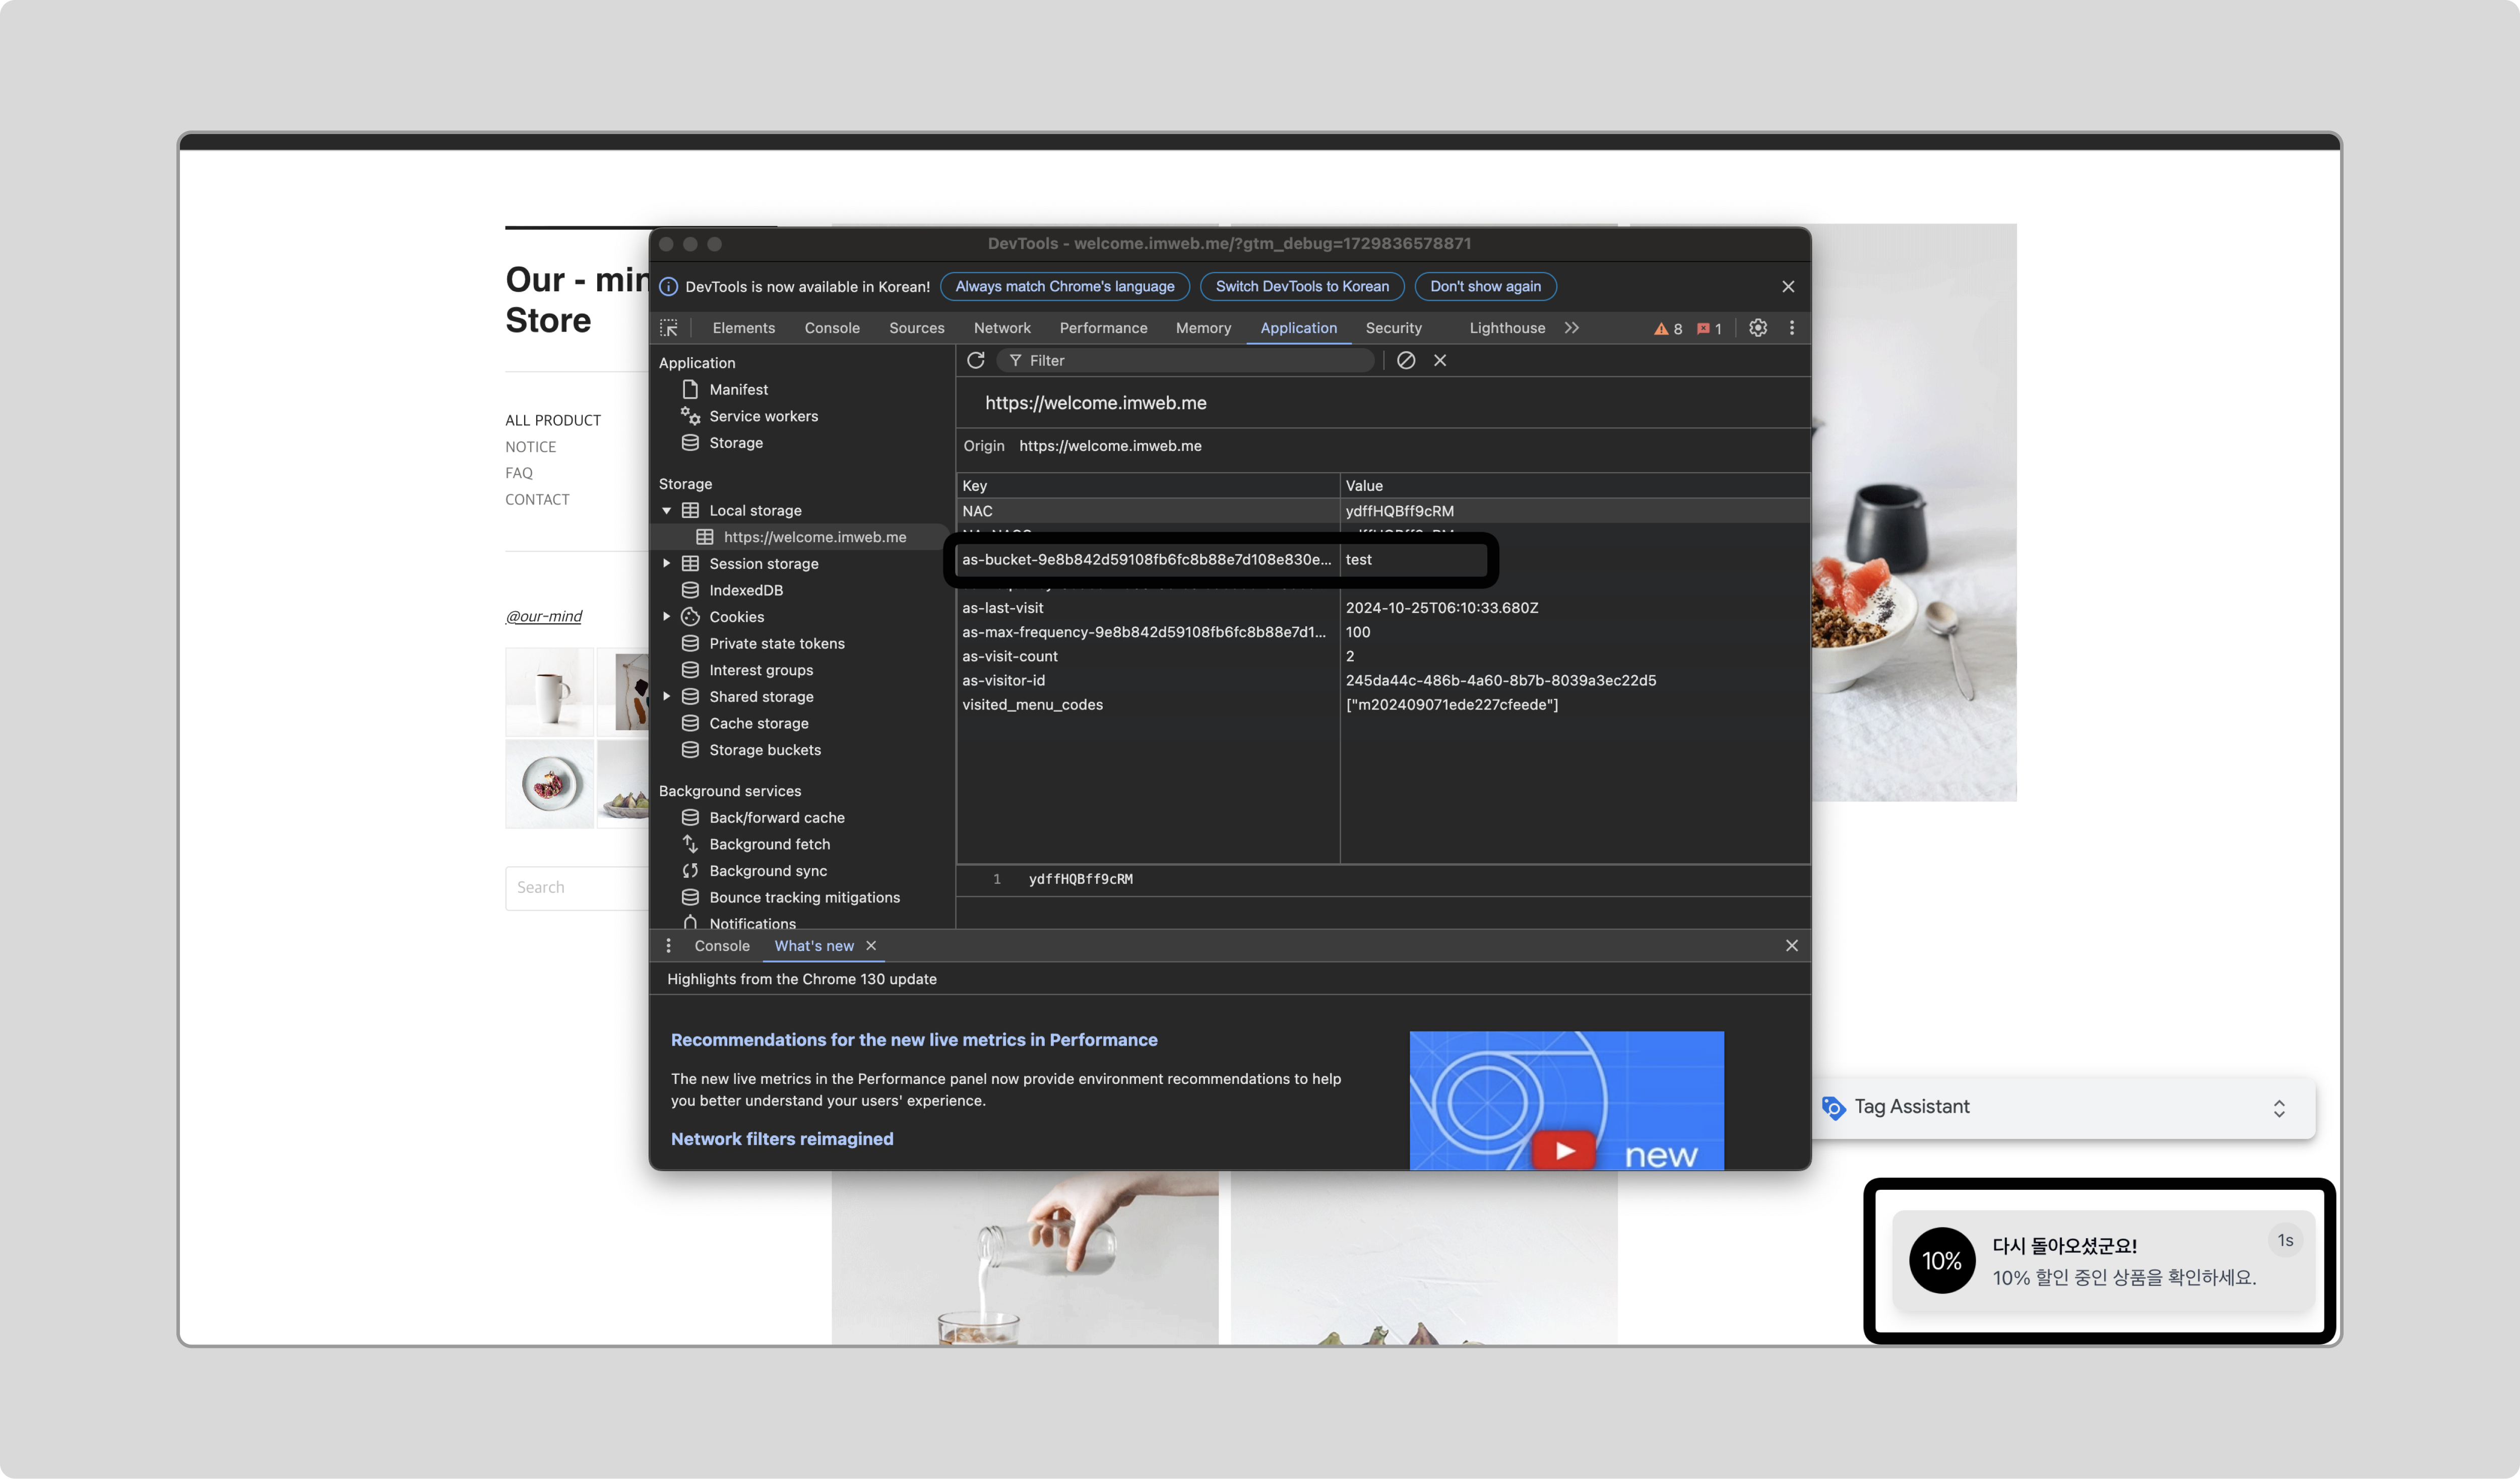 Our - min
Store
ALL PRODUCT
NOTICE
FAQ
CONTACT
@our-mind
Search
DevTools - welcome.imweb.me/?gtm_debug=1729836578871
DevTools is now available in Korean! Always match Chrome's language Switch DevTools to Korean Don't show again
Elements Console Sources Network Performance Memory Application Security Lighthouse 8 1
Application
Manifest
Service workers
Storage
Storage
Local storage
https://welcome.imweb.me
Session storage
IndexedDB
Cookies
Private state tokens
Interest groups
Shared storage
Cache storage
Storage buckets
Background services
Back/forward cache
Background fetch
Background sync
Bounce tracking mitigations
Notifications
Filter
https://welcome.imweb.me
Origin https://welcome.imweb.me
Key Value
NAC ydffHQBff9cRM
as-bucket-9e8b842d59108fb6fc8b88e7d108e830e... test
as-last-visit 2024-10-25T06:10:33.680Z
as-max-frequency-9e8b842d59108fb6fc8b88e7d1... 100
as-visit-count 2
as-visitor-id 245da44c-486b-4a60-8b7b-8039a3ec22d5
visited_menu_codes ["m202409071ede227cfeede"]
1 ydffHQBff9cRM
Console What's new
Highlights from the Chrome 130 update
Recommendations for the new live metrics in Performance
The new live metrics in the Performance panel now provide environment recommendations to help
you better understand your users' experience.
Network filters reimagined
new
Tag Assistant
10%
다시 돌아오셨군요!
1s
10% 할인 중인 상품을 확인하세요.